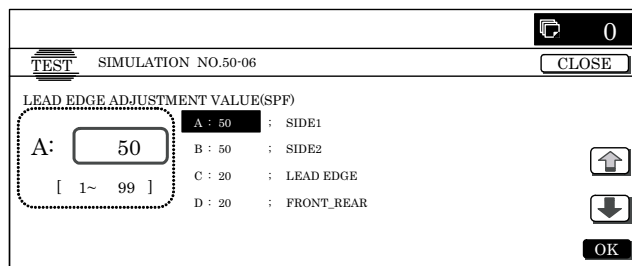 0
TEST SIMULATION NO.50-06 CLOSE
LEAD EDGE ADJUSTMENT VALUE(SPF)
A: 50
[ 1~ 99 ]
A : 50 ; SIDE1
B : 50 ; SIDE2
C : 20 ; LEAD EDGE
D : 20 ; FRONT_REAR
OK